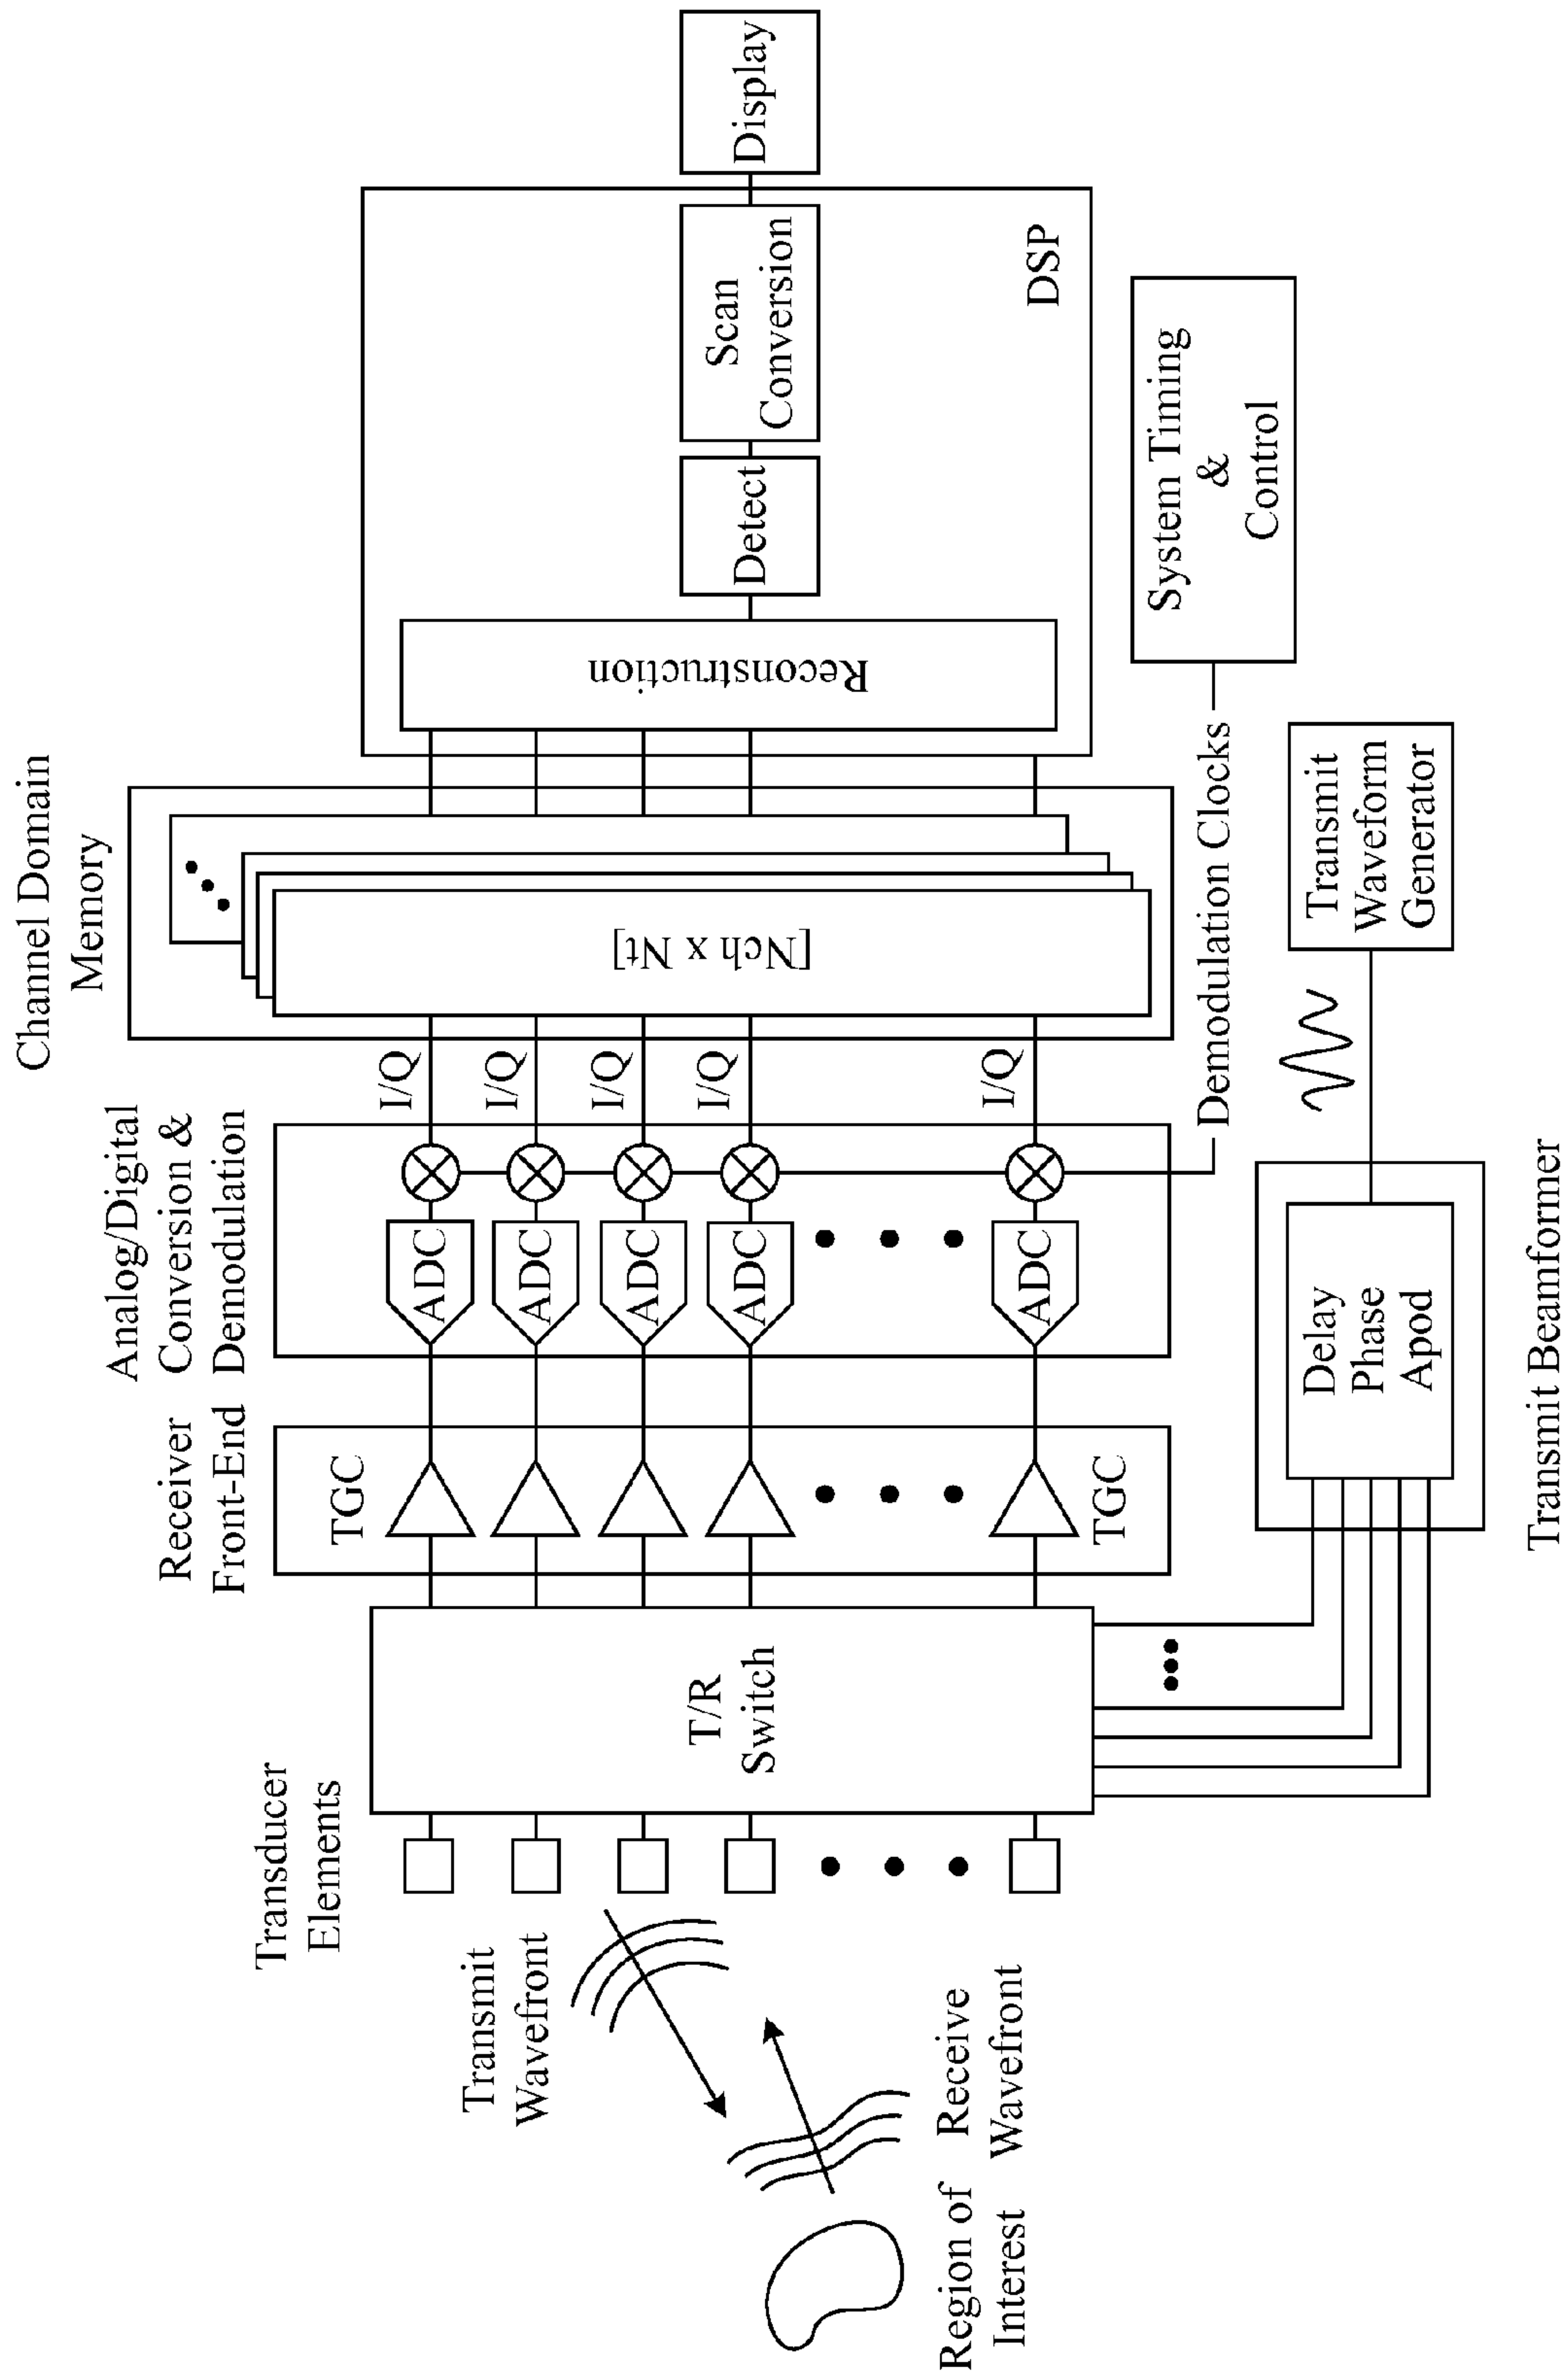 Channel Domain
Memory
Analog/Digital
Conversion &
Demodulation
Receiver
Front-End
Transducer
Elements
Transmit
Wavefront
Receive
Wavefront
Region of
Interest
T/R
Switch
TGC
TGC
ADC
ADC
ADC
ADC
ADC
I/Q
I/Q
I/Q
I/Q
I/Q
[Nch x Nt]
Reconstruction
Detect
Scan
Conversion
DSP
Display
Demodulation Clocks
System Timing
&
Control
Delay
Phase
Apod
Transmit
Waveform
Generator
Transmit Beamformer